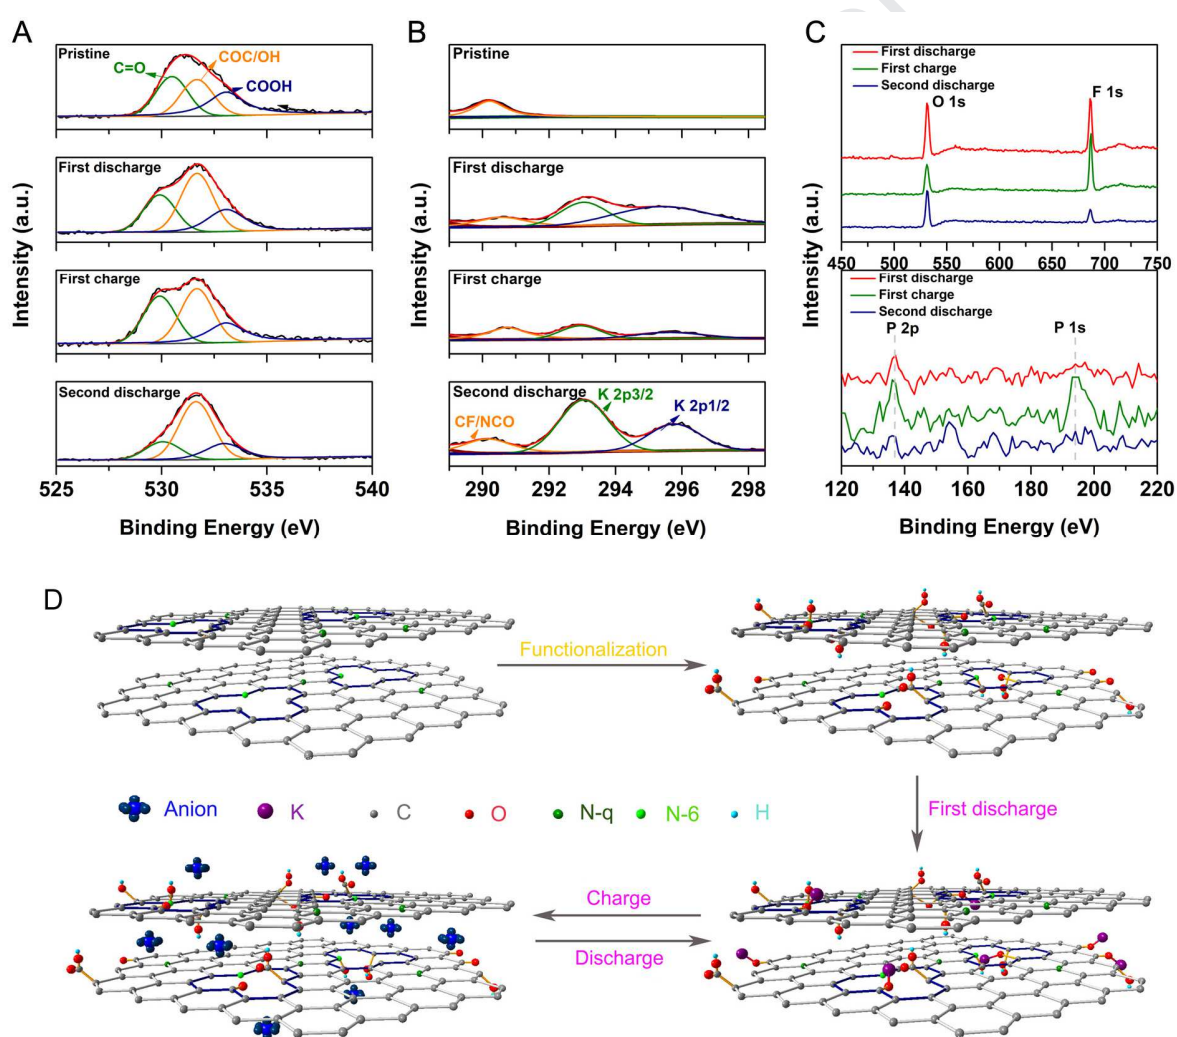 A
Pristine
C=O
COC/OH
COOH
First discharge
First charge
Second discharge
525 530 535 540
Binding Energy (eV)
Intensity (a.u.)
B
Pristine
First discharge
First charge
Second discharge
K 2p3/2
K 2p1/2
CF/NCO
290 292 294 296 298
Binding Energy (eV)
Intensity (a.u.)
C
First discharge
First charge
Second discharge
O 1s
F 1s
450 500 550 600 650 700 750
First discharge
First charge
Second discharge
P 2p
P 1s
120 140 160 180 200 220
Binding Energy (eV)
Intensity (a.u.)
D
Functionalization
First discharge
Anion K C O N-q N-6 H
Charge
Discharge